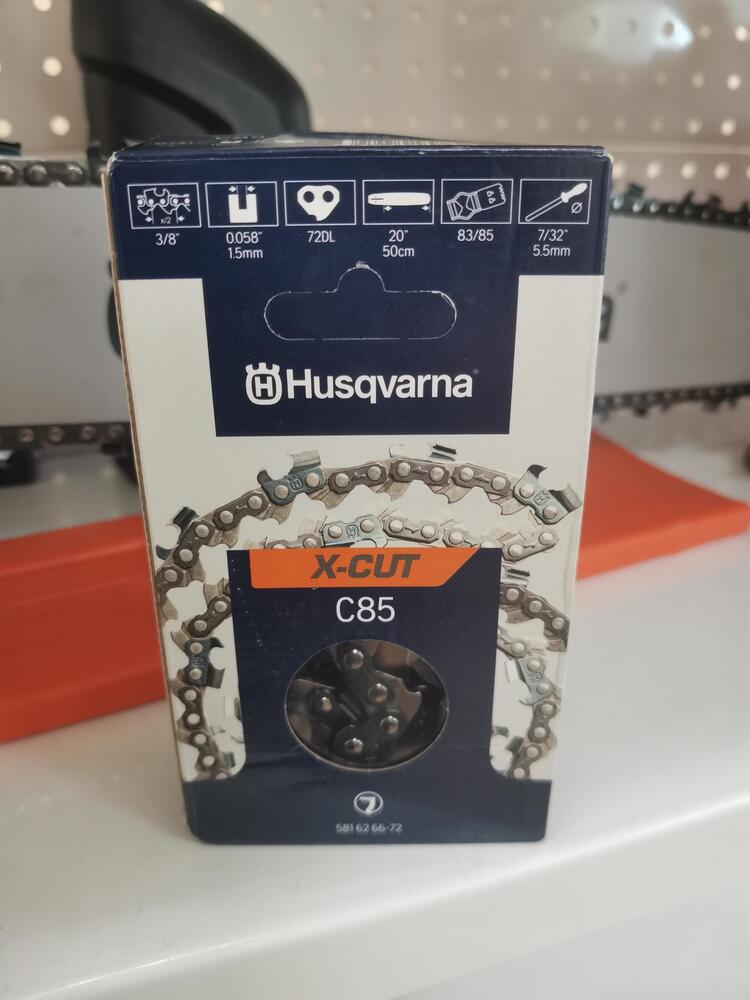 x/2
3/8"
0.058"
1.5mm
72DL
20"
50cm
83/85
7/32"
5.5mm
H Husqvarna
X-CUT
C85
581 62 66-72